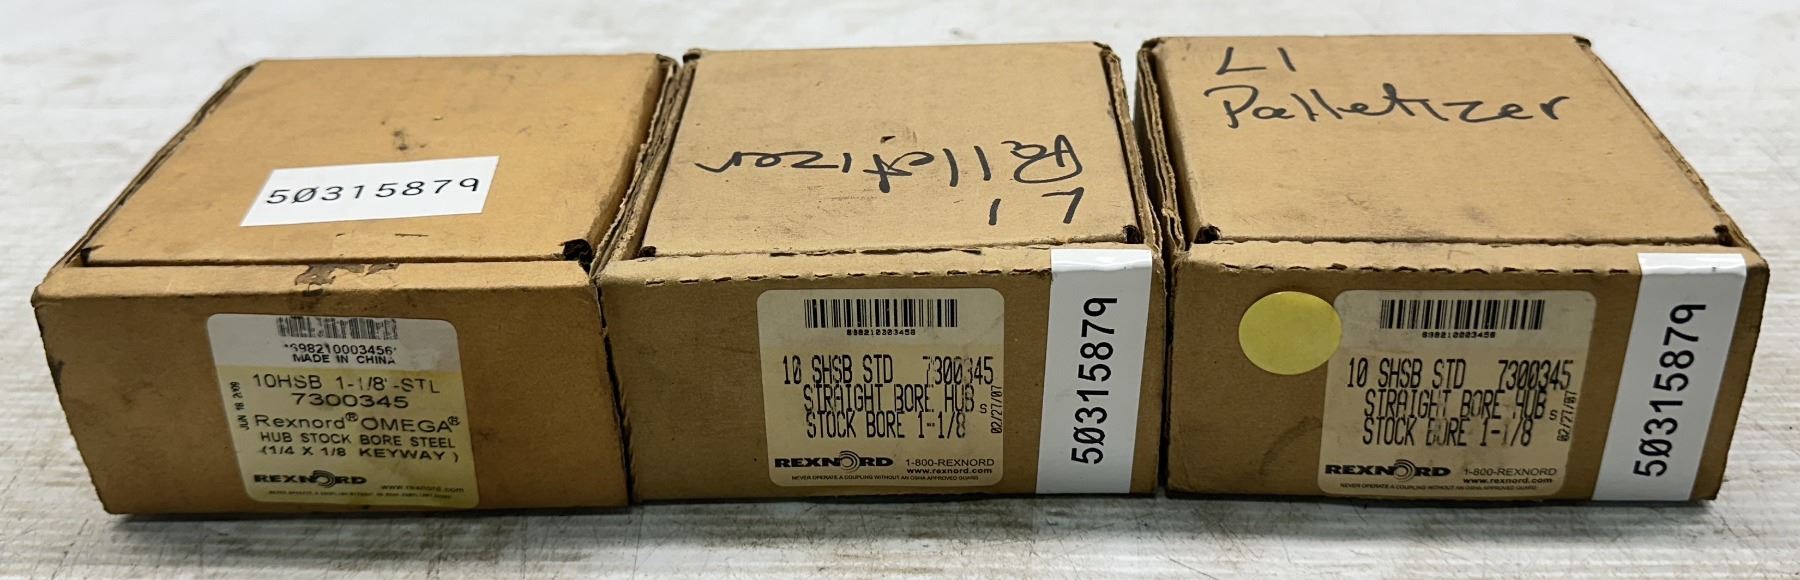 50315879
*698210003456*
MADE IN CHINA
10HSB 1-1/8"-STL
7300345
JUN 18 2009
Rexnord® OMEGA®
HUB STOCK BORE STEEL
(1/4 X 1/8 KEYWAY)
REXNORD
www.rexnord.com
L1
Palletizer
10 SHSB STD 7300345
STRAIGHT BORE HUB
S
STOCK BORE 1-1/8
02/27/07
REXNORD 1-800-REXNORD
www.rexnord.com
NEVER OPERATE A COUPLING WITHOUT AN OSHA APPROVED GUARD
50315879
L1
Palletizer
10 SHSB STD 7300345
STRAIGHT BORE HUB
S
STOCK BORE 1-1/8
02/27/07
REXNORD 1-800-REXNORD
www.rexnord.com
NEVER OPERATE A COUPLING WITHOUT AN OSHA APPROVED GUARD
50315879